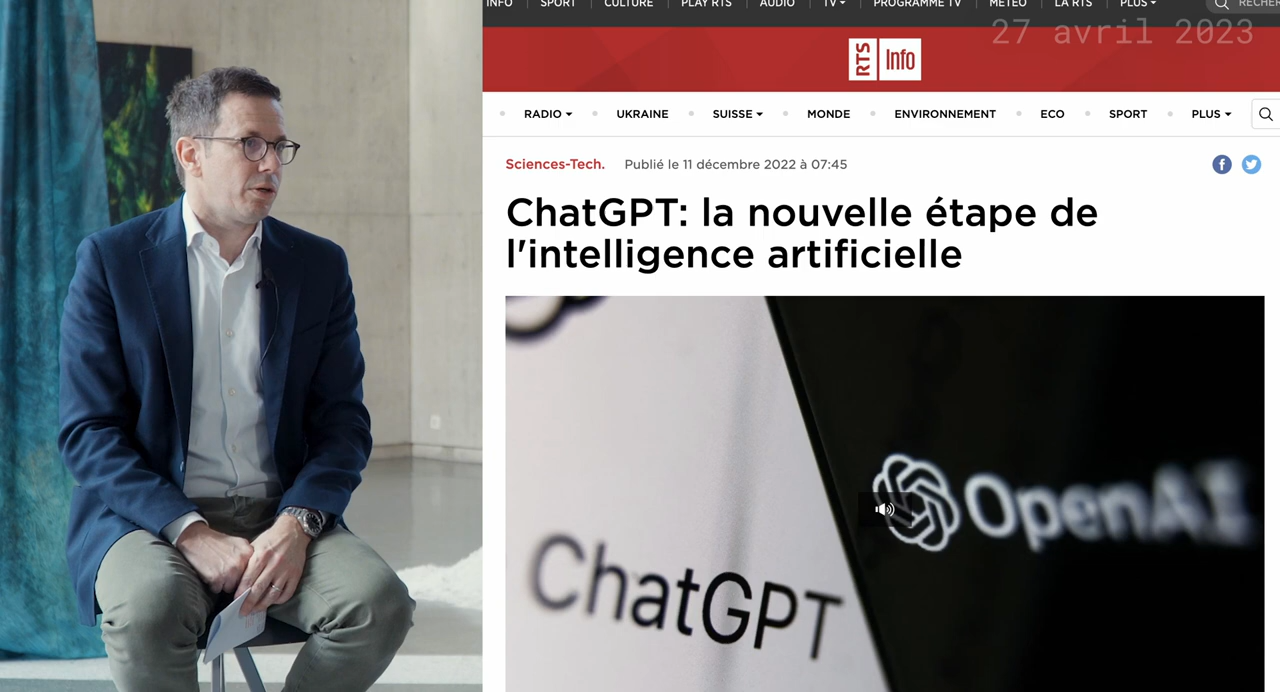 INFO SPORT CULTURE PLAY RTS AUDIO TV PROGRAMME TV MÉTÉO LA RTS PLUS RECHER
27 avril 2023
RTS Info
RADIO UKRAINE SUISSE MONDE ENVIRONNEMENT ECO SPORT PLUS
Sciences-Tech. Publié le 11 décembre 2022 à 07:45
ChatGPT: la nouvelle étape de
l'intelligence artificielle
OpenAI
ChatGPT